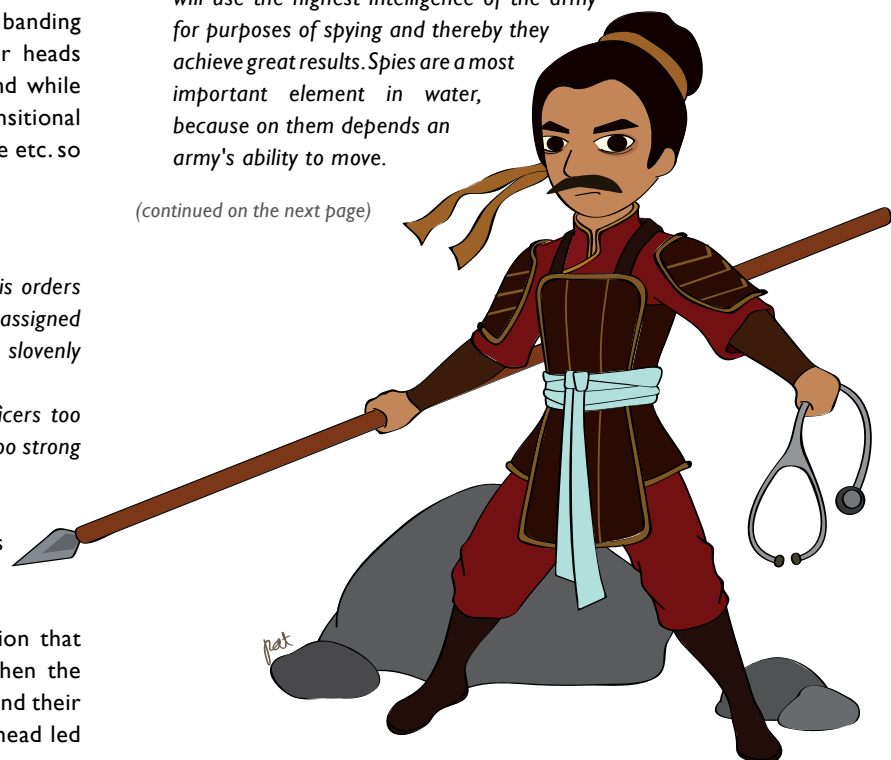 banding
r heads
nd while
nsitional
e etc. so
is orders
assigned
slovenly
icers too
oo strong
s
ion that
hen the
nd their
head led
will use the highest intelligence of the army
for purposes of spying and thereby they
achieve great results. Spies are a most
important element in water,
because on them depends an
army's ability to move.
(continued on the next page)
pat